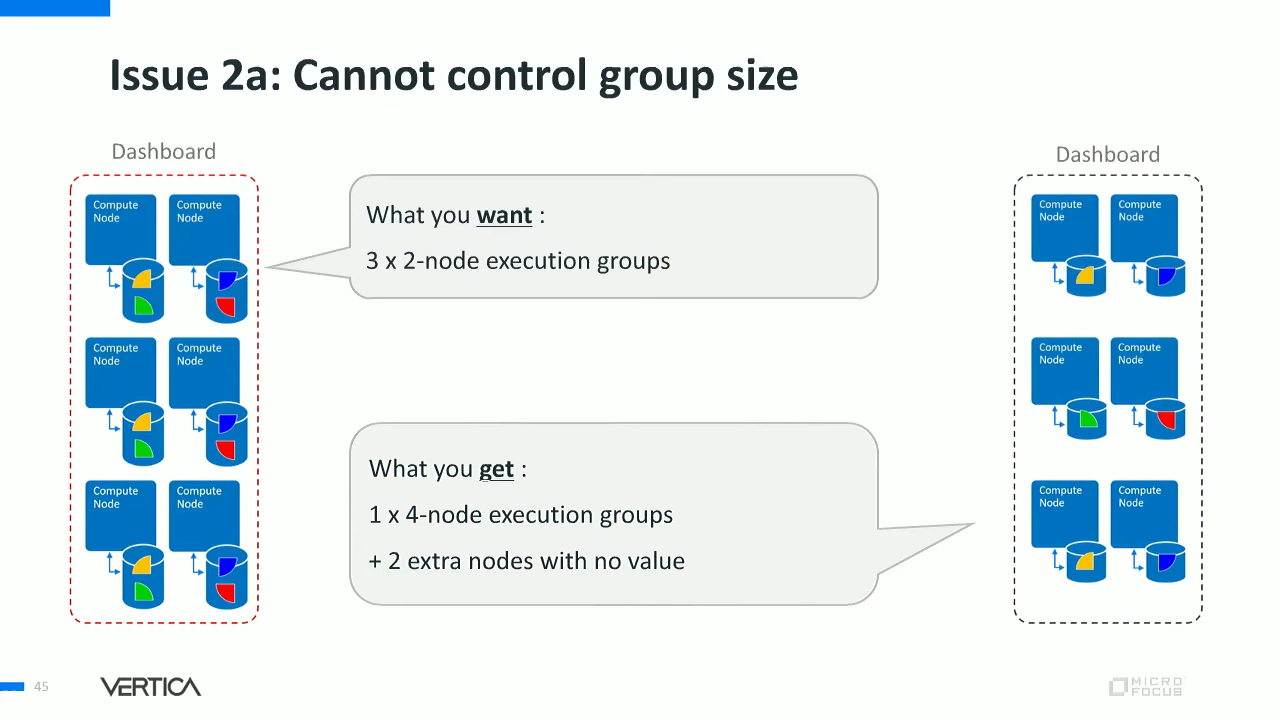 Issue 2a: Cannot control group size
Dashboard
Compute
Node
Compute
Node
Compute
Node
Compute
Node
Compute
Node
Compute
Node
What you want :
3 x 2-node execution groups
What you get :
1 x 4-node execution groups
+ 2 extra nodes with no value
Dashboard
Compute
Node
Compute
Node
Compute
Node
Compute
Node
Compute
Node
Compute
Node
45
VERTICA
MICRO
FOCUS